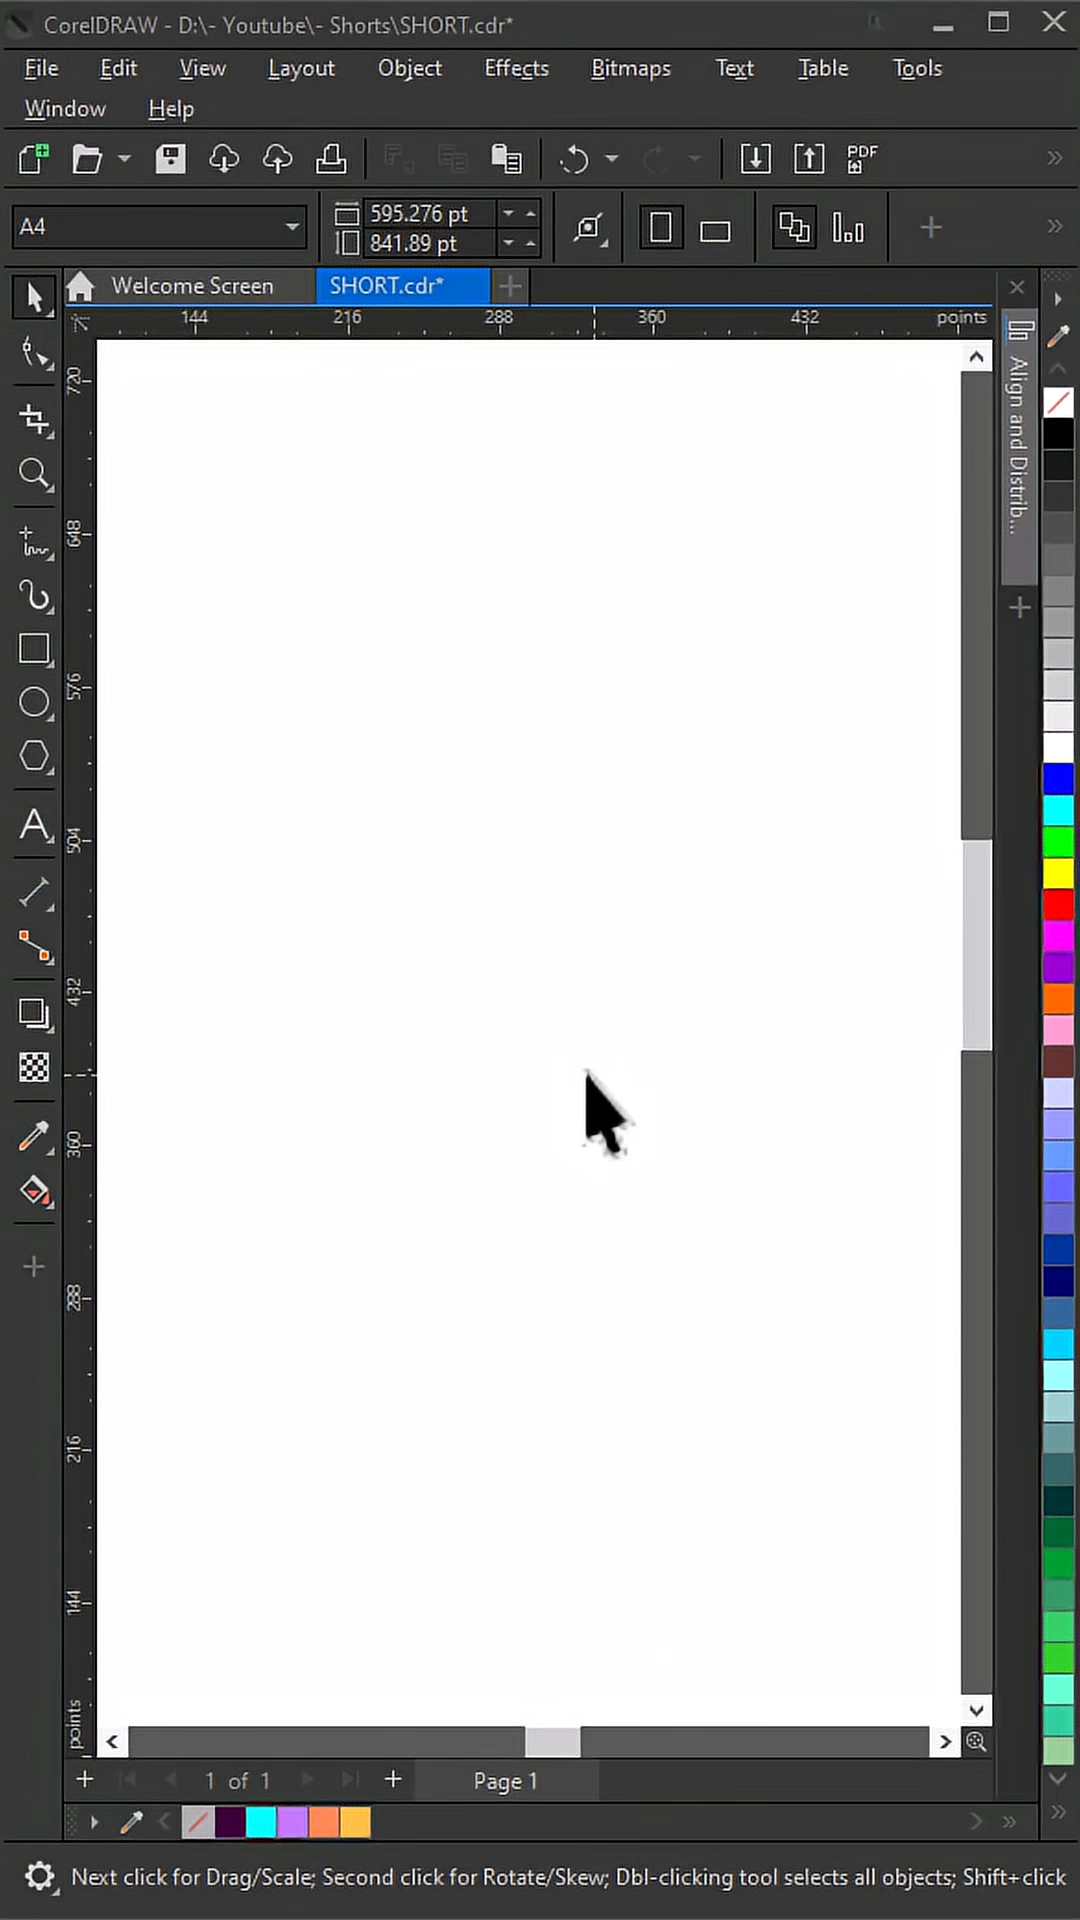 CorelDRAW - D:\- Youtube\- Shorts\SHORT.cdr*
File Edit View Layout Object Effects Bitmaps Text Table Tools
Window Help
PDF
A4
595.276 pt
841.89 pt
Welcome Screen SHORT.cdr*
144 216 288 360 432 points
720
648
576
504
432
360
288
216
144
points
Align and Distrib...
1 of 1 Page 1
Next click for Drag/Scale; Second click for Rotate/Skew; Dbl-clicking tool selects all objects; Shift+click